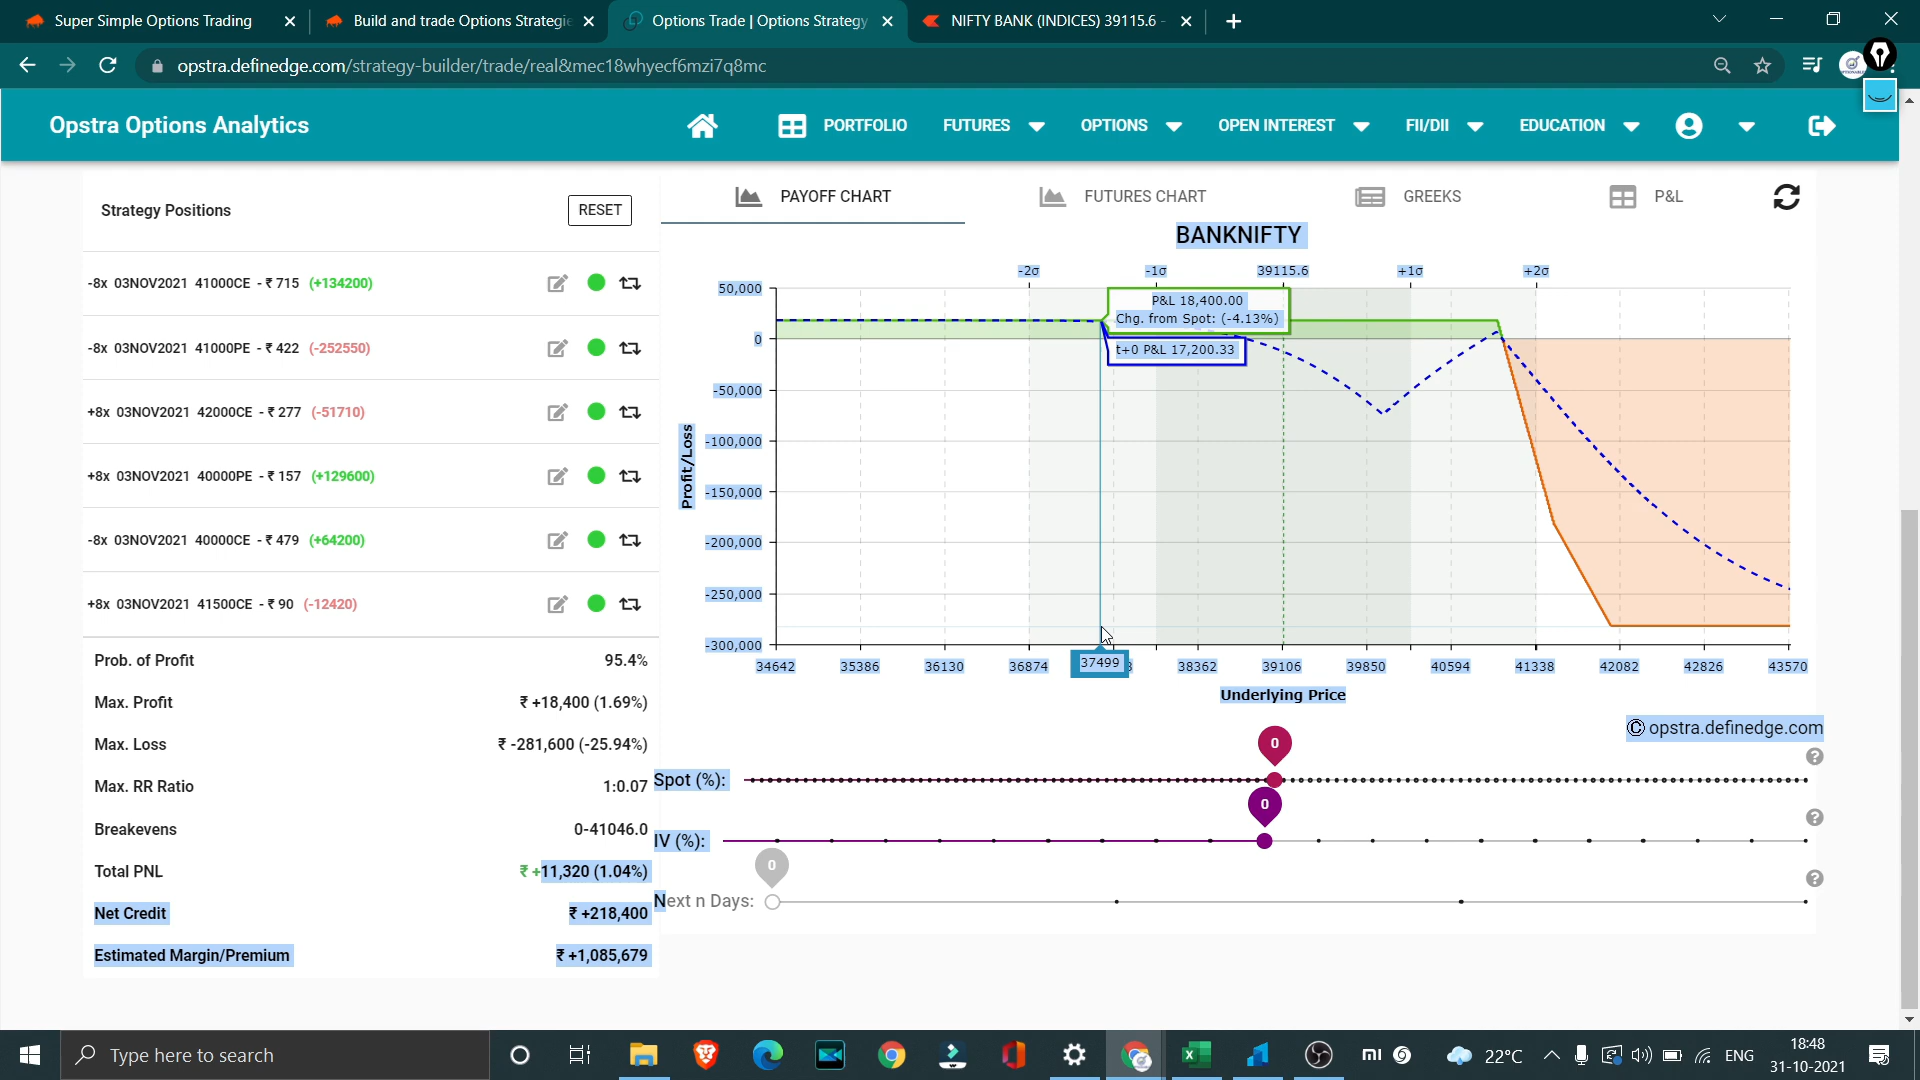 Super Simple Options Trading
Build and trade Options Strategie
Options Trade | Options Strategy
NIFTY BANK (INDICES) 39115.6 -
opstra.definedge.com/strategy-builder/trade/real&mec18whyecf6mzi7q8mc
Opstra Options Analytics
PORTFOLIO
FUTURES
OPTIONS
OPEN INTEREST
FII/DII
EDUCATION
Strategy Positions
RESET
-8x 03NOV2021 41000CE - ₹ 715 (+134200)
-8x 03NOV2021 41000PE - ₹ 422 (-252550)
+8x 03NOV2021 42000CE - ₹ 277 (-51710)
+8x 03NOV2021 40000PE - ₹ 157 (+129600)
-8x 03NOV2021 40000CE - ₹ 479 (+64200)
+8x 03NOV2021 41500CE - ₹ 90 (-12420)
Prob. of Profit 95.4%
Max. Profit ₹ +18,400 (1.69%)
Max. Loss ₹ -281,600 (-25.94%)
Max. RR Ratio 1:0.07
Breakevens 0-41046.0
Total PNL ₹ +11,320 (1.04%)
Net Credit ₹ +218,400
Estimated Margin/Premium ₹ +1,085,679
PAYOFF CHART
FUTURES CHART
GREEKS
P&L
BANKNIFTY
-2σ -1σ 39115.6 +1σ +2σ
50,000
0
-50,000
-100,000
-150,000
-200,000
-250,000
-300,000
Profit/Loss
P&L 18,400.00
Chg. from Spot: (-4.13%)
t+0 P&L 17,200.33
34642 35386 36130 36874 37499 38362 39106 39850 40594 41338 42082 42826 43570
Underlying Price
© opstra.definedge.com
Spot (%):
0
IV (%):
0
Next n Days:
0
Type here to search
22°C
ENG
18:48
31-10-2021